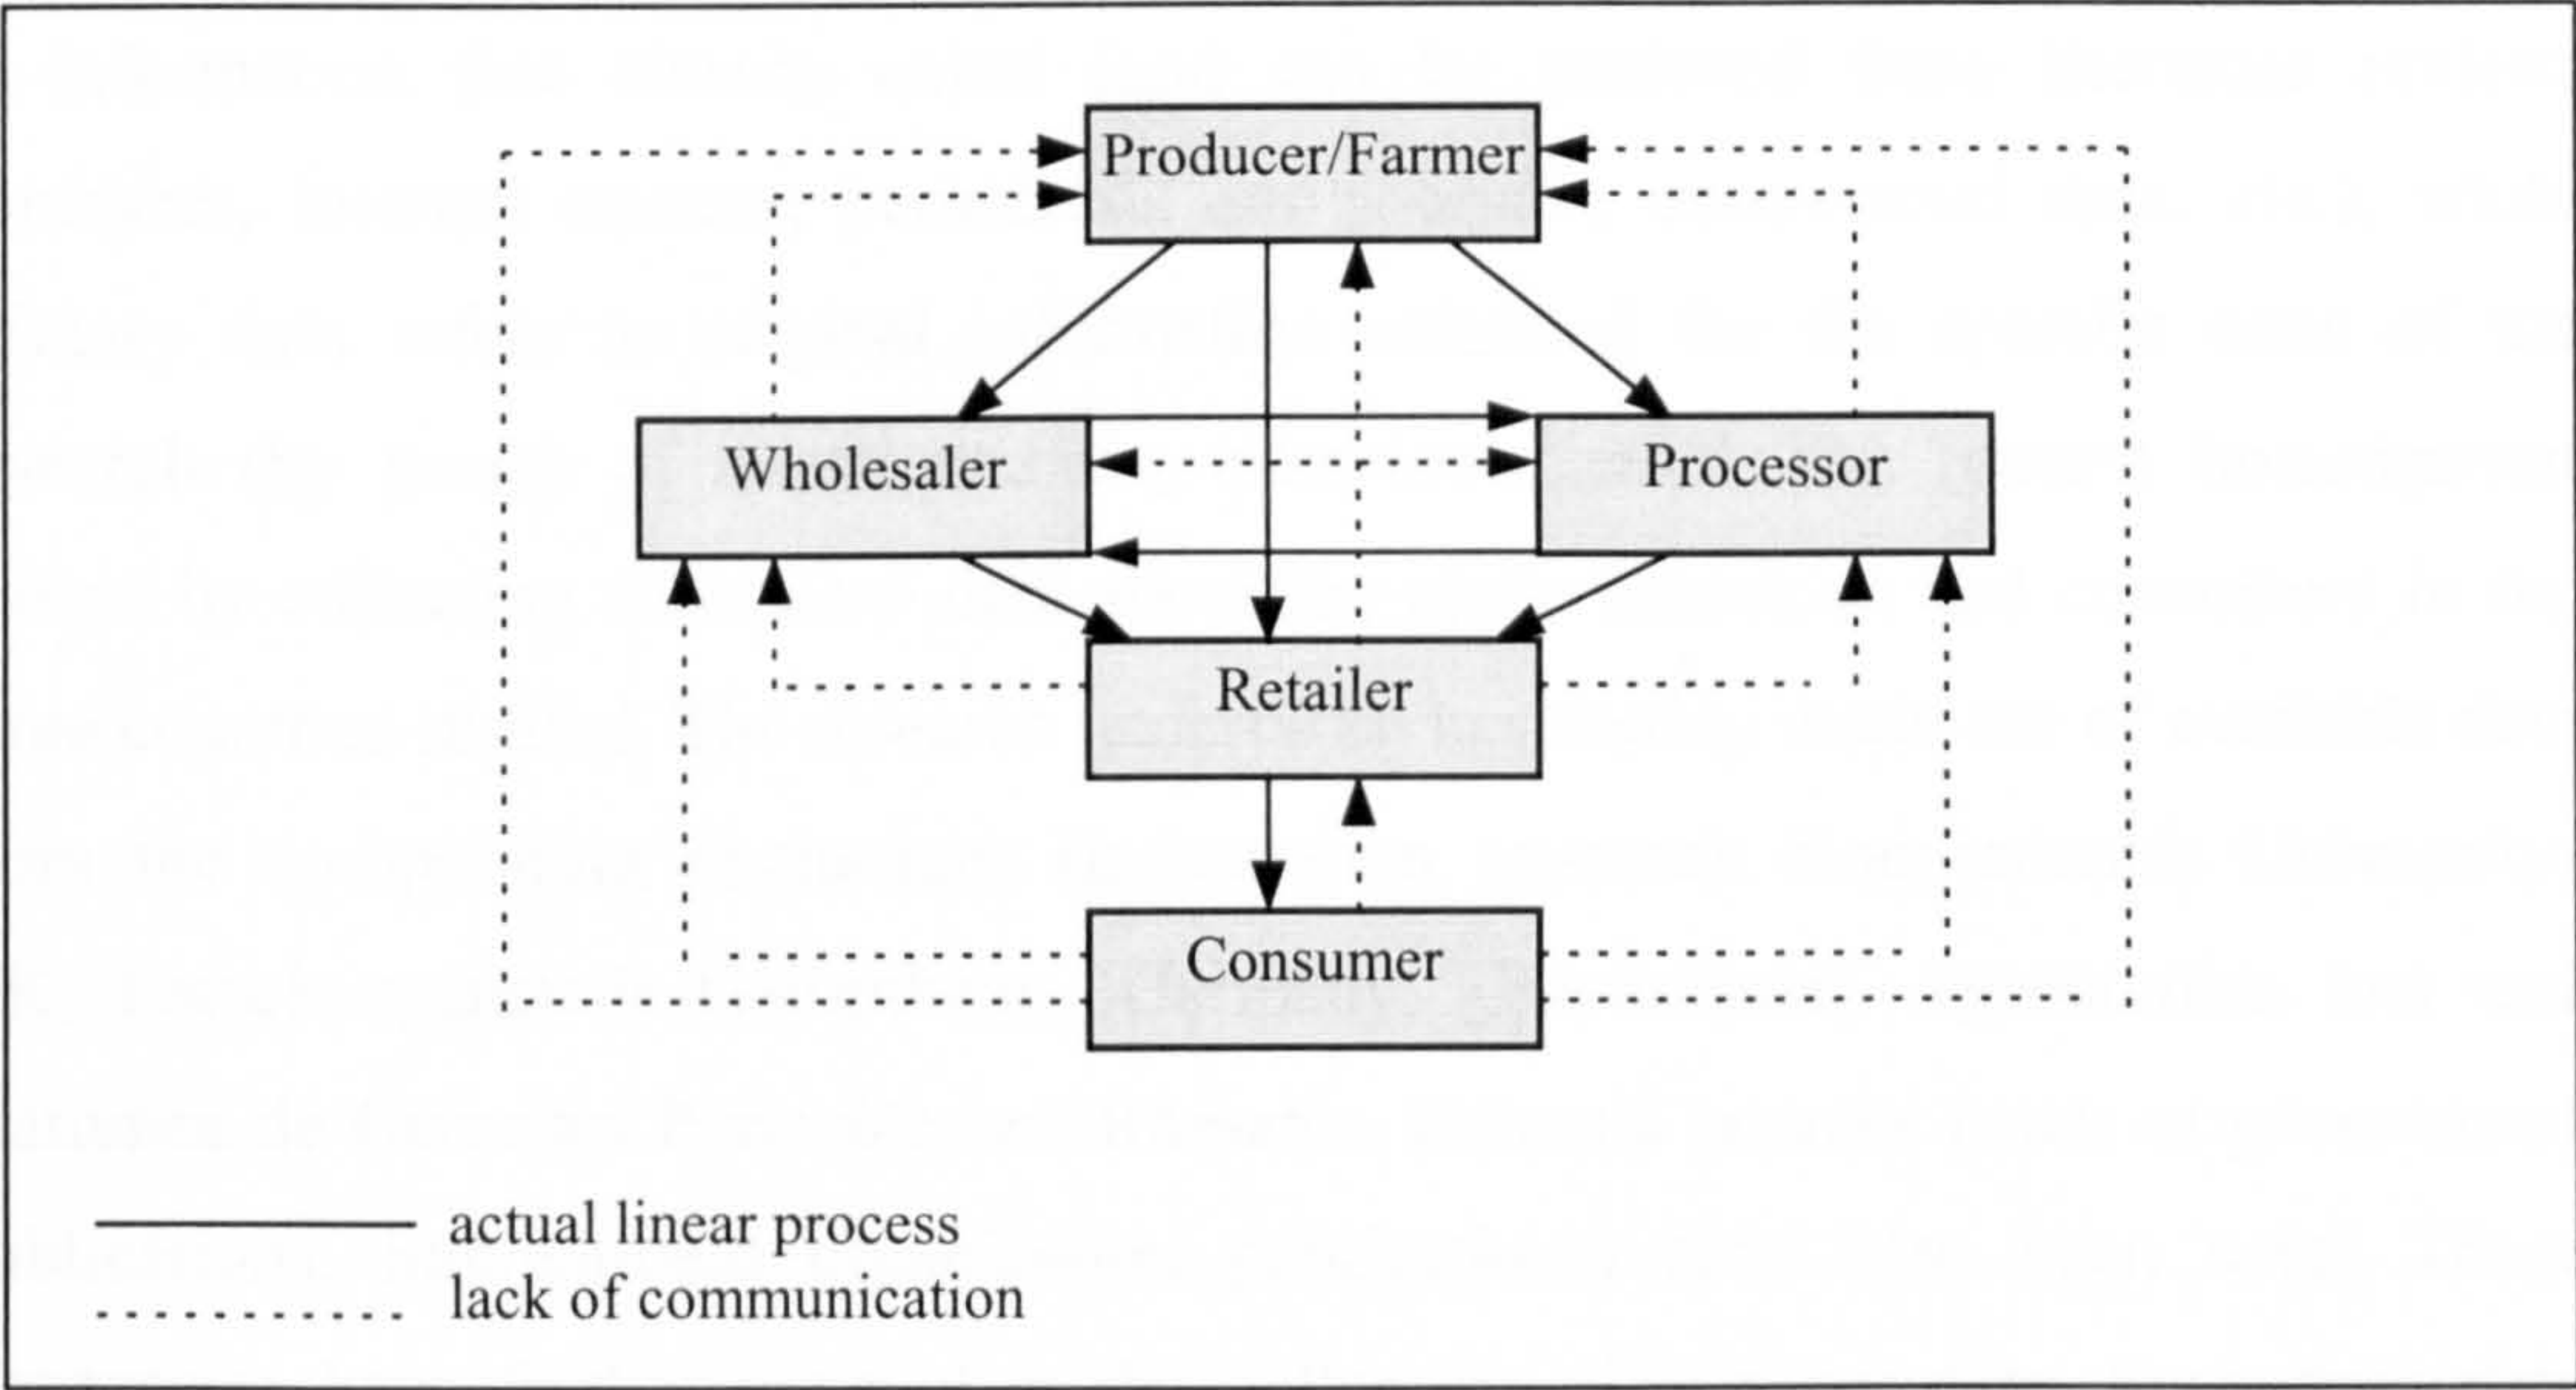 Producer/Farmer
Wholesaler
Processor
Retailer
Consumer
actual linear process
lack of communication